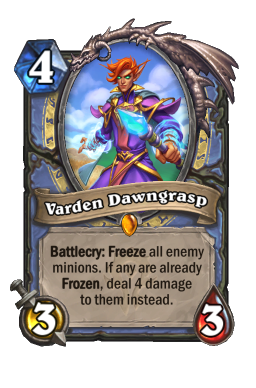 4
Varden Dawngrasp
Battlecry: Freeze all enemy
minions. If any are already
Frozen, deal 4 damage
to them instead.
3 3